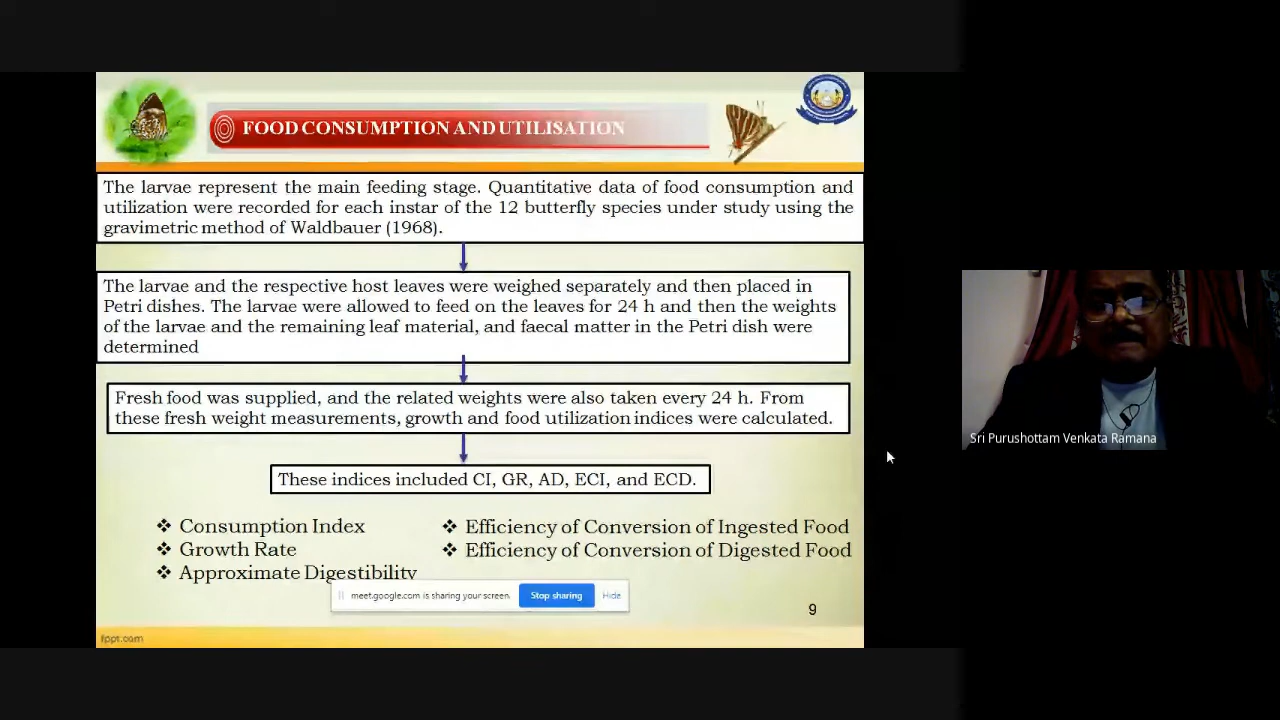 FOOD CONSUMPTION AND UTILISATION
The larvae represent the main feeding stage. Quantitative data of food consumption and
utilization were recorded for each instar of the 12 butterfly species under study using the
gravimetric method of Waldbauer (1968).
The larvae and the respective host leaves were weighed separately and then placed in
Petri dishes. The larvae were allowed to feed on the leaves for 24 h and then the weights
of the larvae and the remaining leaf material, and faecal matter in the Petri dish were
determined
Fresh food was supplied, and the related weights were also taken every 24 h. From
these fresh weight measurements, growth and food utilization indices were calculated.
These indices included CI, GR, AD, ECI, and ECD.
❖ Consumption Index
❖ Growth Rate
❖ Approximate Digestibility
❖ Efficiency of Conversion of Ingested Food
❖ Efficiency of Conversion of Digested Food
meet.google.com is sharing your screen. Stop sharing Hide
9
fppt.com
Sri Purushottam Venkata Ramana